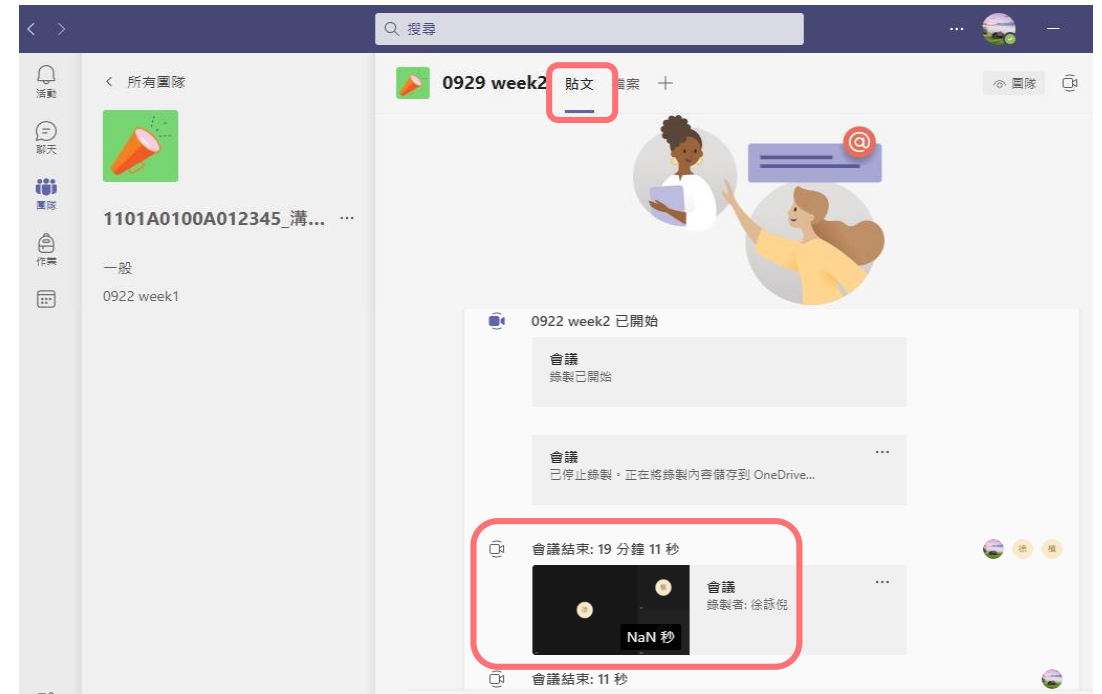 搜尋
活動
聊天
團隊
作業
所有團隊
1101A0100A012345_溝... ...
一般
0922 week1
0929 week2 貼文 檔案
團隊
@
0922 week2 已開始
會議
錄製已開始
會議
已停止錄製。正在將錄製內容儲存到 OneDrive...
會議結束: 19 分鐘 11 秒
徐
會議
錄製者: 徐詠倪
NaN 秒
會議結束: 11 秒